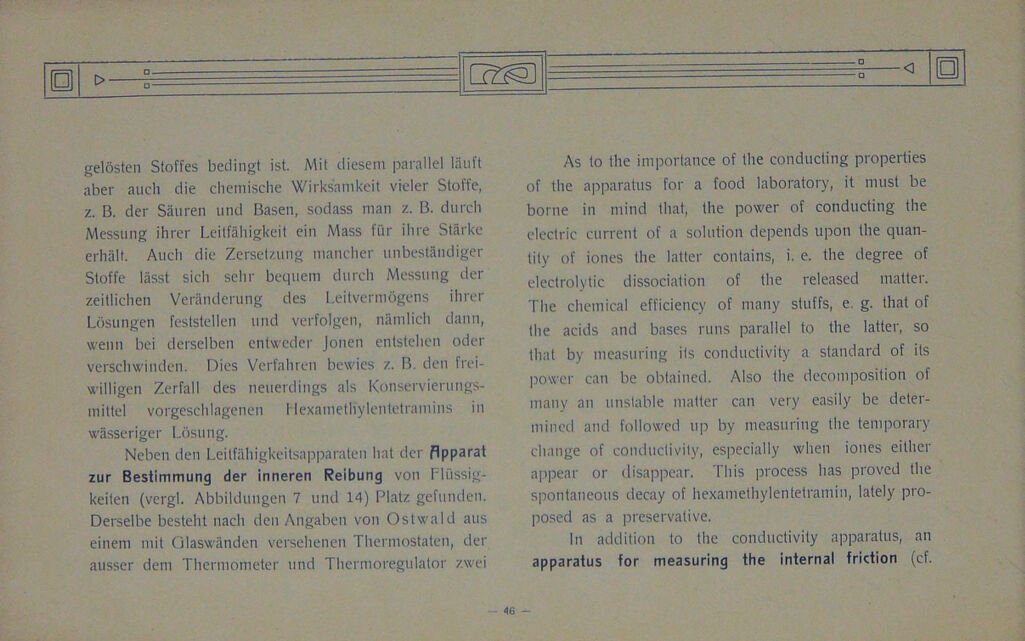 gelösten Stoffes bedingt ist. Mit diesem parallel läuft
aber auch die chemische Wirksamkeit vieler Stoffe,
z. B. der Säuren und Basen, sodass man z. B. durch
Messung ihrer Leitfähigkeit ein Mass für ihre Stärke
erhält. Auch die Zersetzung mancher unbeständiger
Stoffe lässt sich sehr bequem durch Messung der
zeitlichen Veränderung des Leitvermögens ihrer
Lösungen feststellen und verfolgen, nämlich dann,
wenn bei derselben entweder Jonen entstehen oder
verschwinden. Dies Verfahren bewies z. B. den frei-
willigen Zerfall des neuerdings als Konservierungs-
mittel vorgeschlagenen Hexamethylentetramins in
wässeriger Lösung.
Neben den Leitfähigkeitsapparaten hat der Apparat
zur Bestimmung der inneren Reibung von Flüssig-
keiten (vergl. Abbildungen 7 und 14) Platz gefunden.
Derselbe besteht nach den Angaben von Ostwald aus
einem mit Glaswänden versehenen Thermostaten, der
ausser dem Thermometer und Thermoregulator zwei
As to the importance of the conducting properties
of the apparatus for a food laboratory, it must be
borne in mind that, the power of conducting the
electric current of a solution depends upon the quan-
tity of iones the latter contains, i. e. the degree of
electrolytic dissociation of the released matter.
The chemical efficiency of many stuffs, e. g. that of
the acids and bases runs parallel to the latter, so
that by measuring its conductivity a standard of its
power can be obtained. Also the decomposition of
many an unstable matter can very easily be deter-
mined and followed up by measuring the temporary
change of conductivity, especially when iones either
appear or disappear. This process has proved the
spontaneous decay of hexamethylentetramin, lately pro-
posed as a preservative.
In addition to the conductivity apparatus, an
apparatus for measuring the internal friction (cf.
— 46 —